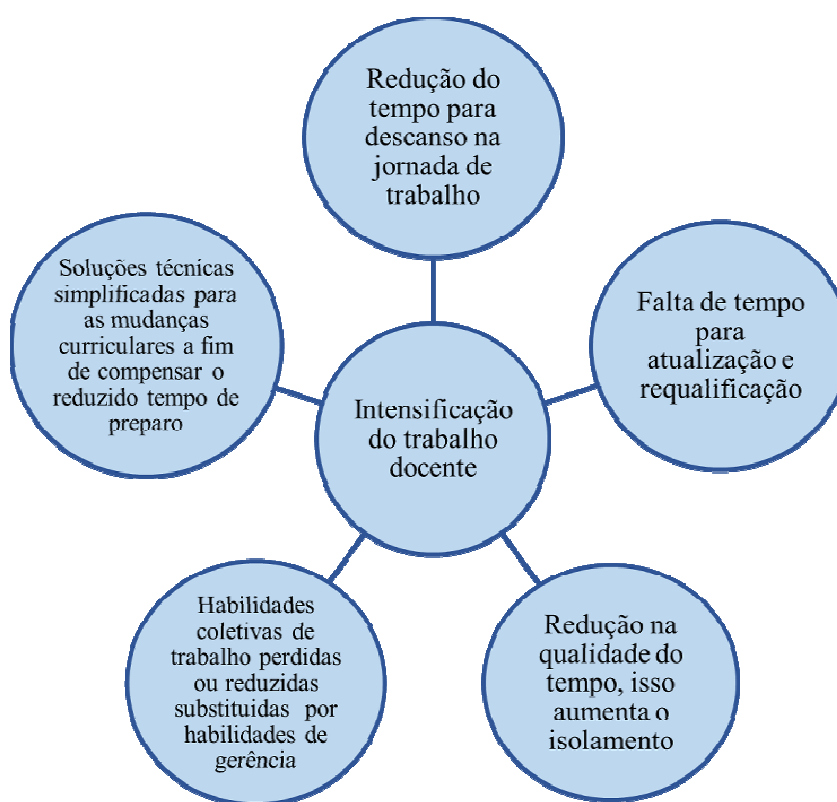 Redução do
tempo para
descanso na
jornada de
trabalho
Soluções técnicas
simplificadas para
as mudanças
curriculares a fim
de compensar o
reduzido tempo de
preparo
Falta de tempo
para
atualização e
requalificação
Intensificação
do trabalho
docente
Habilidades
coletivas de
trabalho perdidas
ou reduzidas
substituidas por
habilidades de
gerência
Redução na
qualidade do
tempo, isso
aumenta o
isolamento